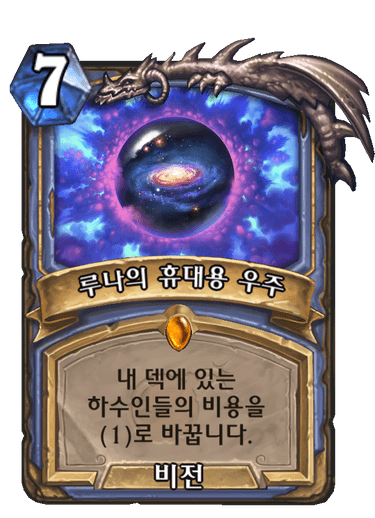 7
루나의 휴대용 우주
내 덱에 있는
하수인들의 비용을
(1)로 바꿉니다.
비전